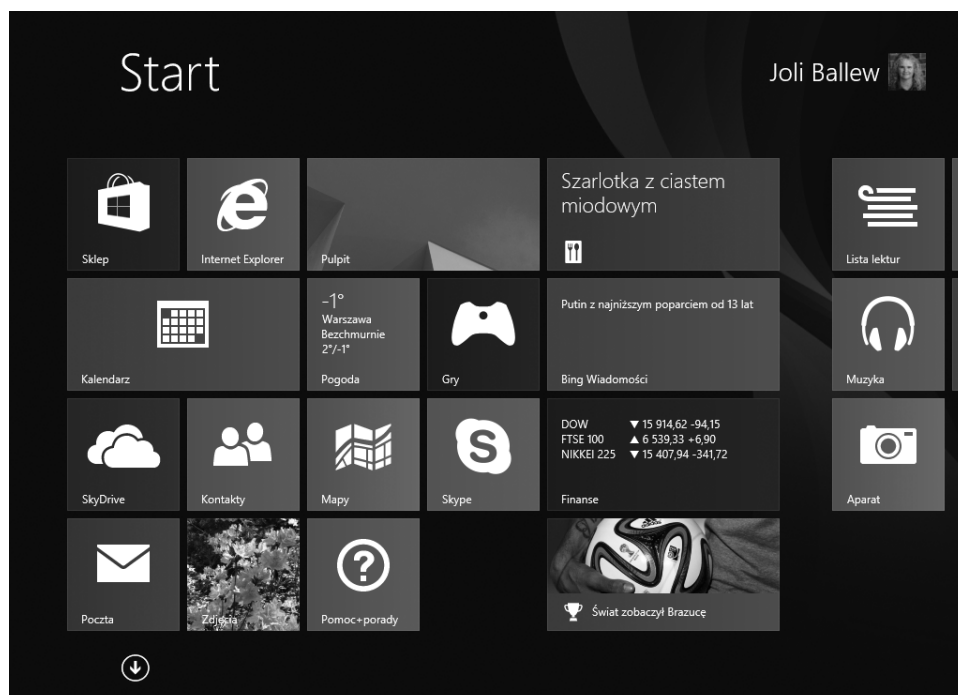 Start
Joli Ballew
Sklep
Internet Explorer
Pulpit
Szarlotka z ciastem
miodowym
Lista lektur
Kalendarz
-1°
Warszawa
Bezchmurnie
2°/-1°
Pogoda
Gry
Putin z najniższym poparciem od 13 lat
Bing Wiadomości
Muzyka
SkyDrive
Kontakty
Mapy
Skype
DOW ▼ 15 914,62 -94,15
FTSE 100 ▲ 6 539,33 +6,90
NIKKEI 225 ▼ 15 407,94 -341,72
Finanse
Aparat
Poczta
Zdjęcia
Pomoc+porady
Świat zobaczył Brazucę